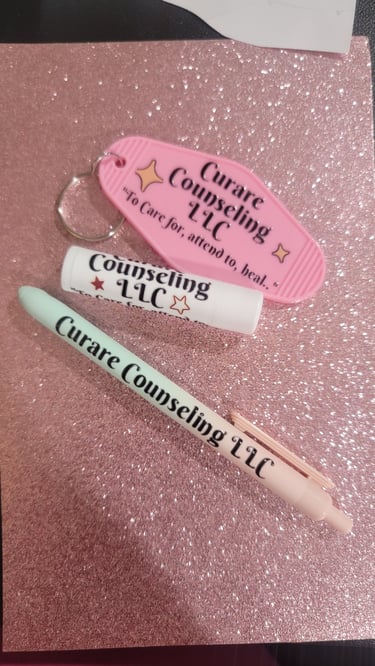 Curare
Counseling
LLC
"To Care for, attend to, heal.."
Counseling
LLC
Curare Counseling LLC